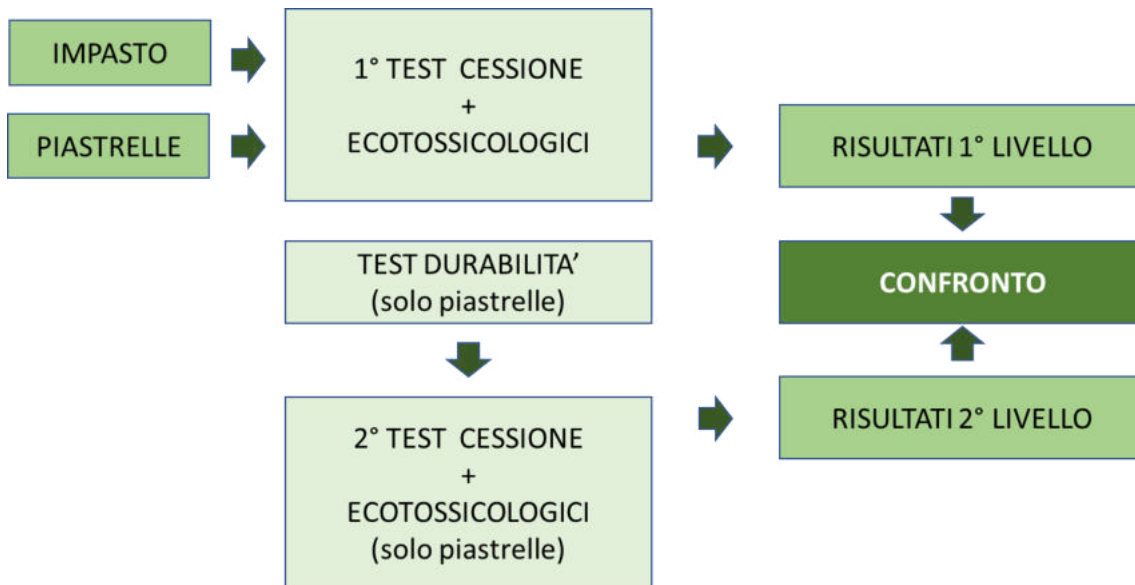 IMPASTO
PIASTRELLE
1° TEST  CESSIONE
+
ECOTOSSICOLOGICI
RISULTATI 1° LIVELLO
TEST DURABILITA’
(solo piastrelle)
CONFRONTO
2° TEST  CESSIONE
+
ECOTOSSICOLOGICI
(solo piastrelle)
RISULTATI 2° LIVELLO